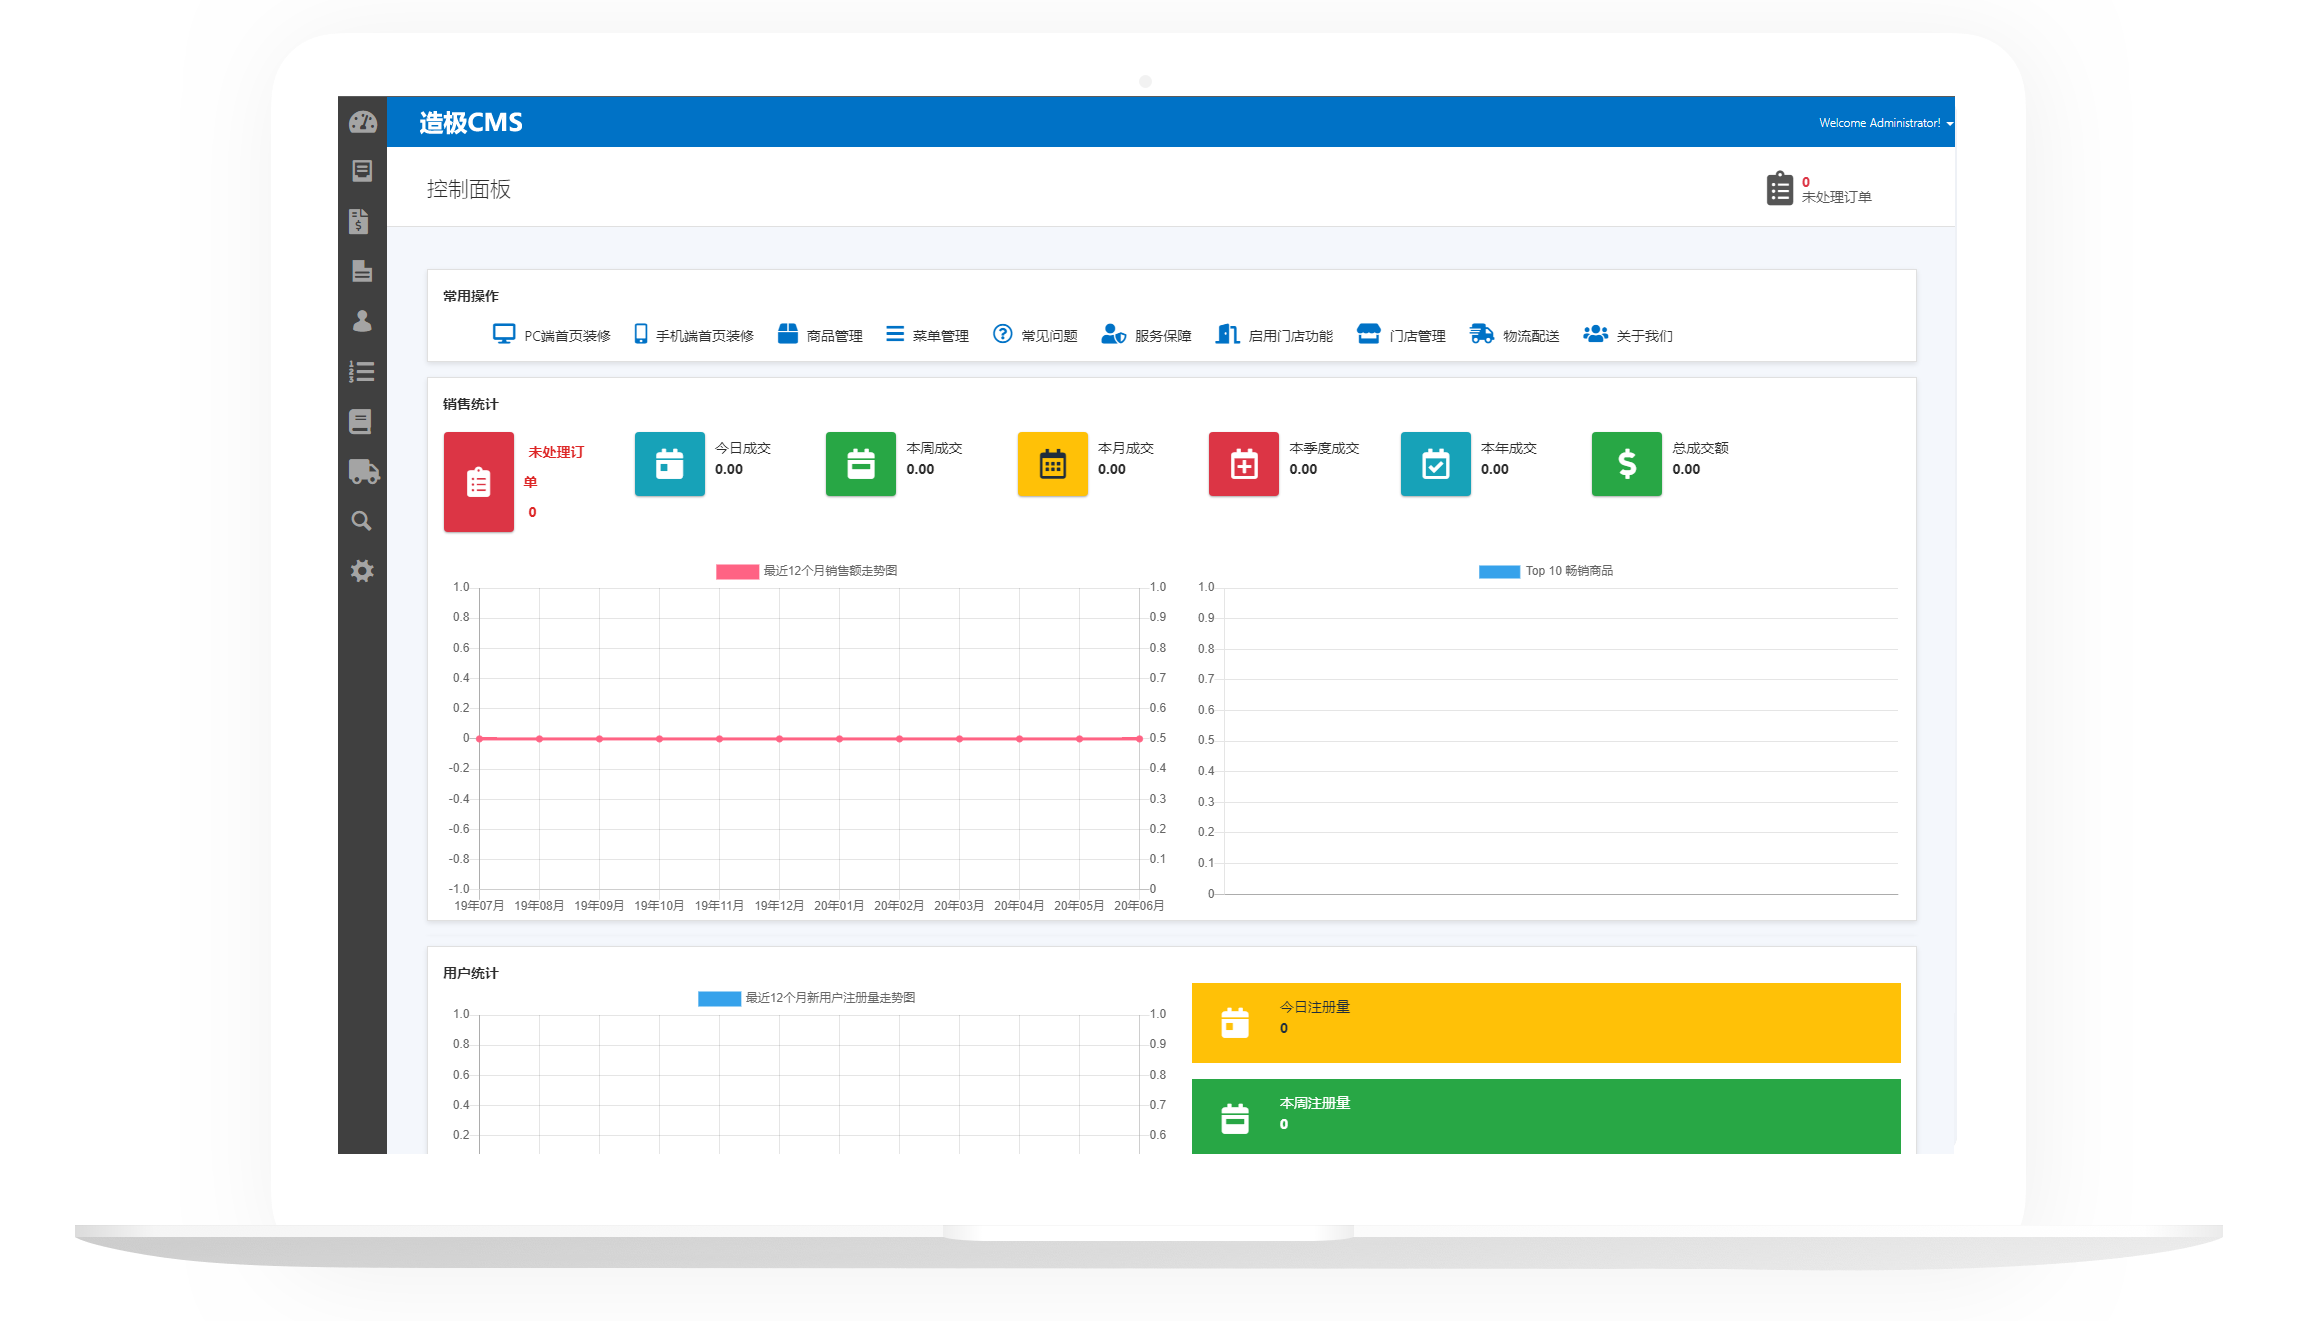 造极CMS
Welcome Administrator!
控制面板
0
未处理订单
常用操作
PC端首页装修 手机端首页装修 商品管理 菜单管理 常见问题 服务保障 启用门店功能 门店管理 物流配送 关于我们
销售统计
未处理订
单
0
今日成交
0.00
本周成交
0.00
本月成交
0.00
本季度成交
0.00
本年成交
0.00
总成交额
0.00
最近12个月销售额走势图
1.0
0.8
0.6
0.4
0.2
0
-0.2
-0.4
-0.6
-0.8
-1.0
1.0
0.9
0.8
0.7
0.6
0.5
0.4
0.3
0.2
0.1
0
19年07月 19年08月 19年09月 19年10月 19年11月 19年12月 20年01月 20年02月 20年03月 20年04月 20年05月 20年06月
Top 10 畅销商品
1.0
0.9
0.8
0.7
0.6
0.5
0.4
0.3
0.2
0.1
0
用户统计
最近12个月新用户注册量走势图
1.0
0.8
0.6
0.4
0.2
1.0
0.9
0.8
0.7
0.6
今日注册量
0
本周注册量
0